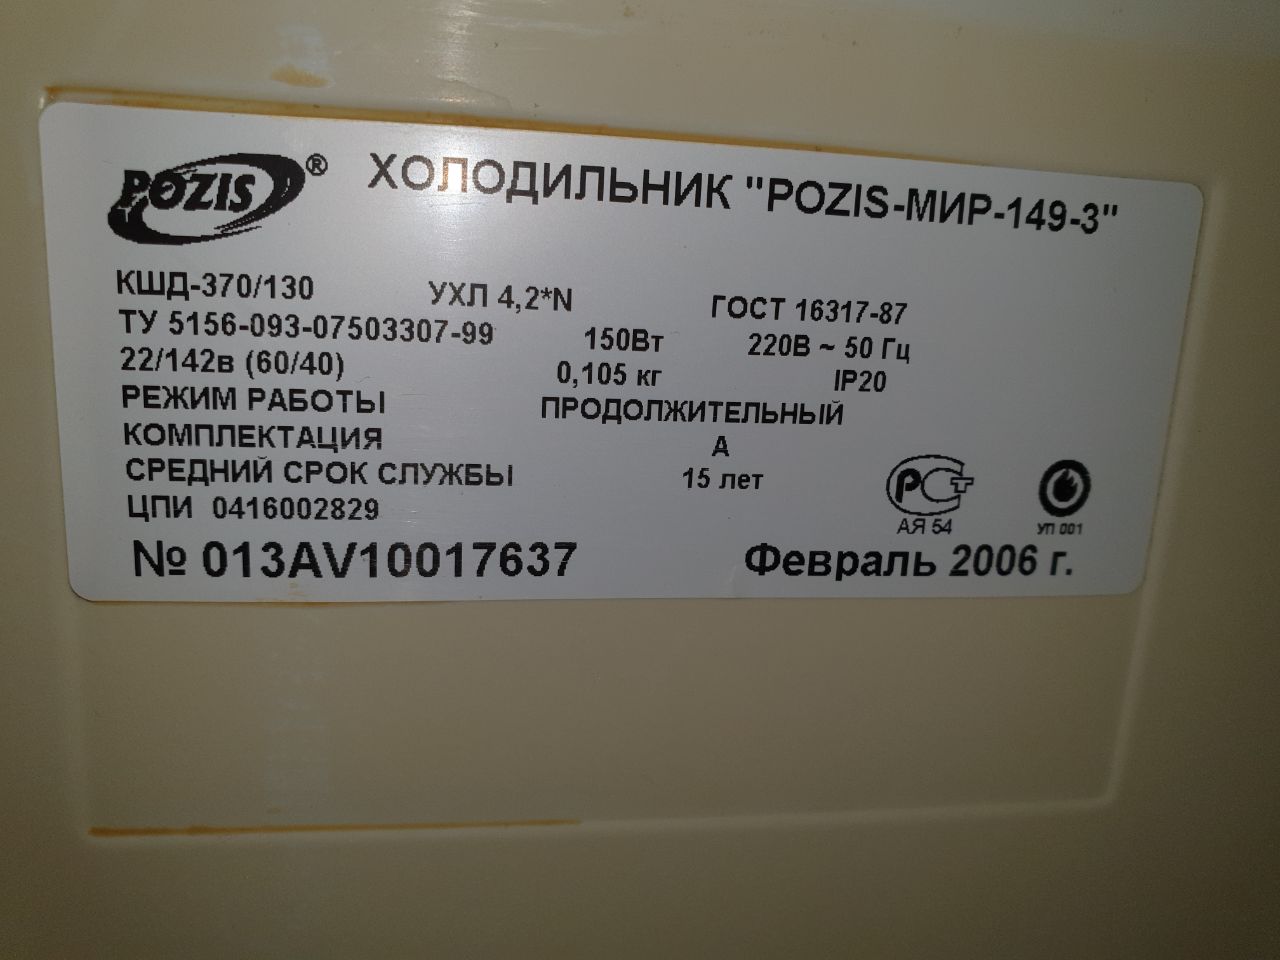 POZIS® ХОЛОДИЛЬНИК "POZIS-МИР-149-3"
КШД-370/130 УХЛ 4,2*N ГОСТ 16317-87
ТУ 5156-093-07503307-99 150Вт 220В ~ 50 Гц
22/142в (60/40) 0,105 кг IP20
РЕЖИМ РАБОТЫ ПРОДОЛЖИТЕЛЬНЫЙ
КОМПЛЕКТАЦИЯ А
СРЕДНИЙ СРОК СЛУЖБЫ 15 лет
ЦПИ 0416002829
РСТ
АЯ 54 УП 001
№ 013AV10017637 Февраль 2006 г.